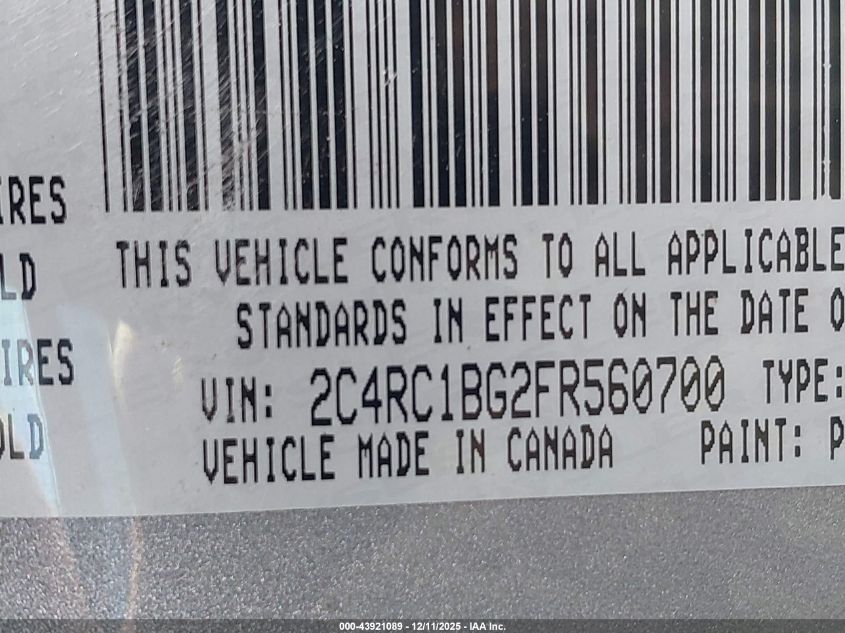 IRES
LD
IRES
OLD
THIS VEHICLE CONFORMS TO ALL APPLICABLE
STANDARDS IN EFFECT ON THE DATE O
VIN: 2C4RC1BG2FR560700 TYPE:
VEHICLE MADE IN CANADA PAINT: P
000-43921089 - 12/11/2025 - IAA Inc.